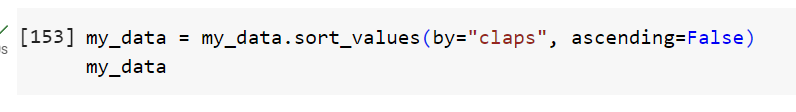 [153] my_data = my_data.sort_values(by="claps", ascending=False)
my_data